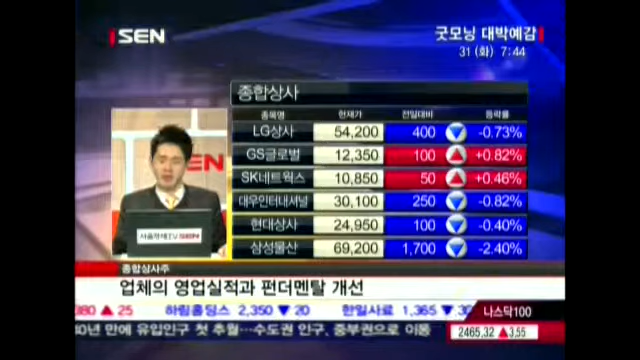 SEN
굿모닝 대박예감
31 (화) 7:44
종합상사
종목명 현재가 전일대비 등락률
LG상사 54,200 400 ▼ -0.73%
GS글로벌 12,350 100 ▲ +0.82%
SK네트웍스 10,850 50 ▲ +0.46%
대우인터내셔널 30,100 250 ▼ -0.82%
현대상사 24,950 100 ▼ -0.40%
삼성물산 69,200 1,700 ▼ -2.40%
SEN
서울경제TV SEN
종합상사주
업체의 영업실적과 펀더멘탈 개선
380 ▲ 25 하림홀딩스 2,350 ▼ 20 한일사료 1,365 ▼ 30
나스닥100
40년 만에 유입인구 첫 추월…수도권 인구, 중부권으로 이동
2465,32 ▲ 3,55